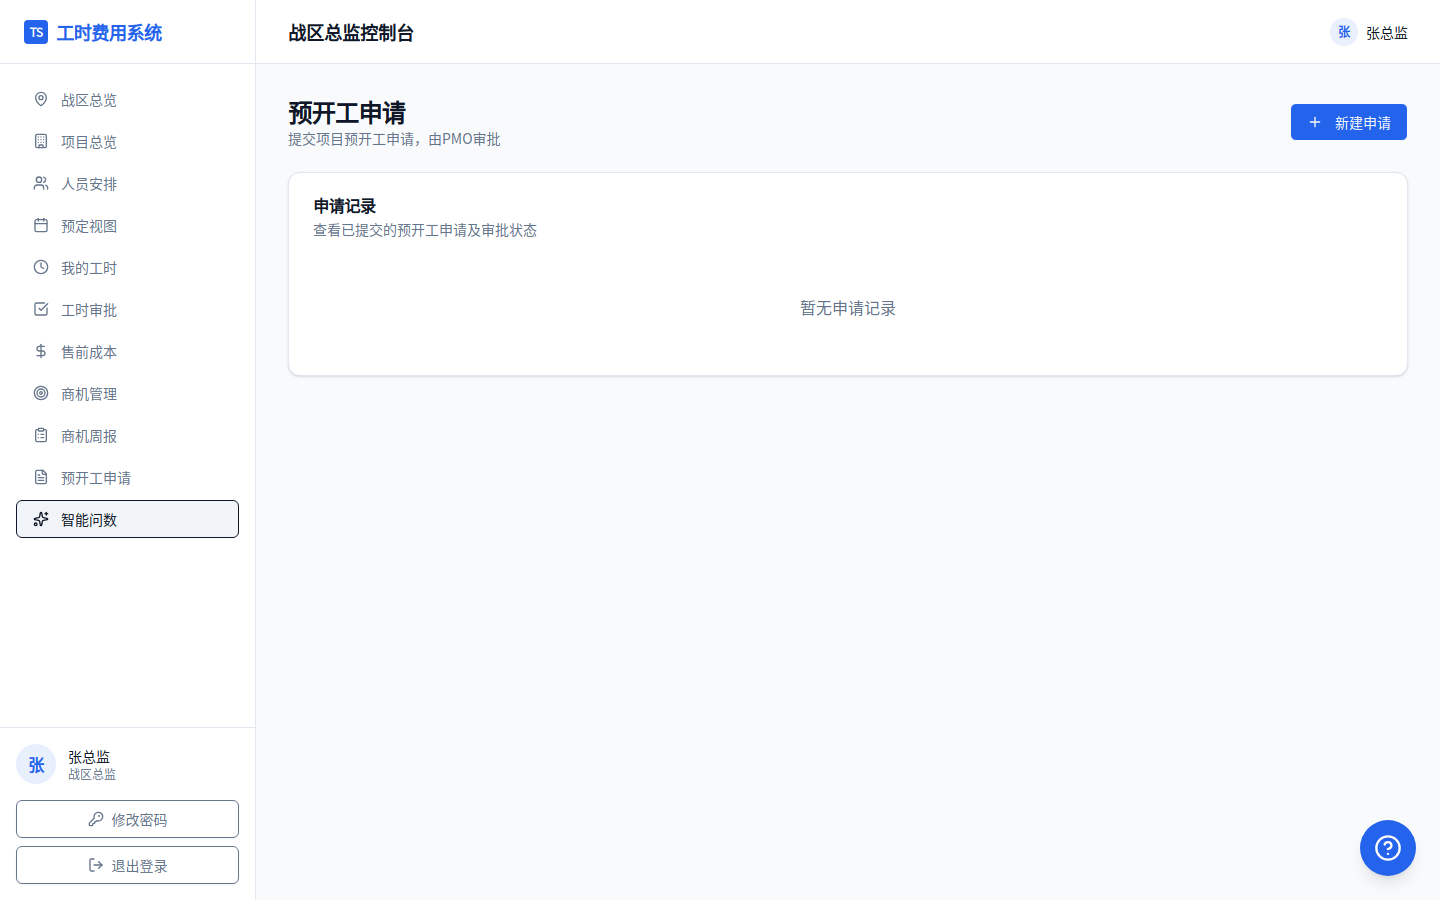 TS 工时费用系统
战区总监控制台
张 张总监
战区总览
项目总览
人员安排
预定视图
我的工时
工时审批
售前成本
商机管理
商机周报
预开工申请
智能问数
预开工申请
提交项目预开工申请，由PMO审批
新建申请
申请记录
查看已提交的预开工申请及审批状态
暂无申请记录
张
张总监
战区总监
修改密码
退出登录